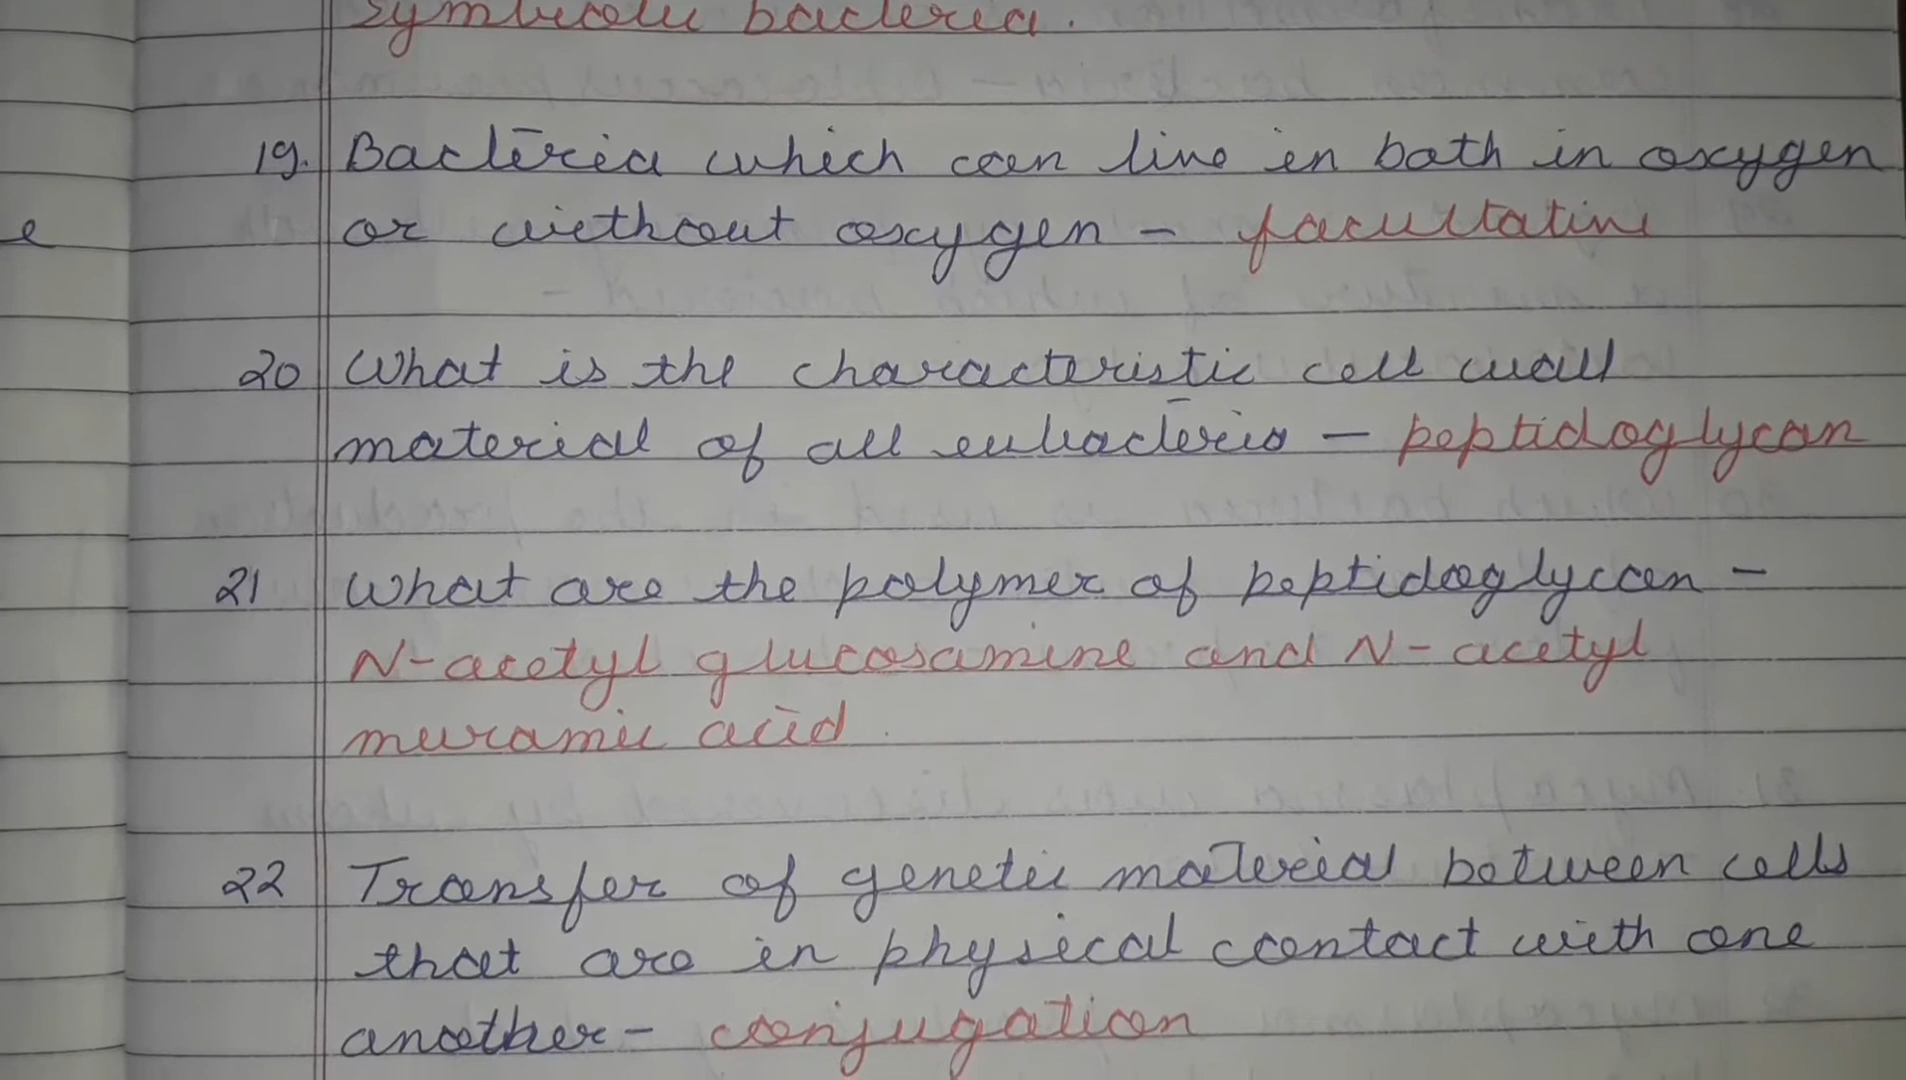 symbiotic bacteria.
19. Bacteria which can live in both in oxygen
or without oxygen - facultative
e
20 What is the characteristic cell wall
material of all eubacteria - peptidoglycan
21 What are the polymer of peptidoglycan -
N-acetyl glucosamine and N-acetyl
muramic acid.
22 Transfer of genetic material between cells
that are in physical contact with one
another - conjugation